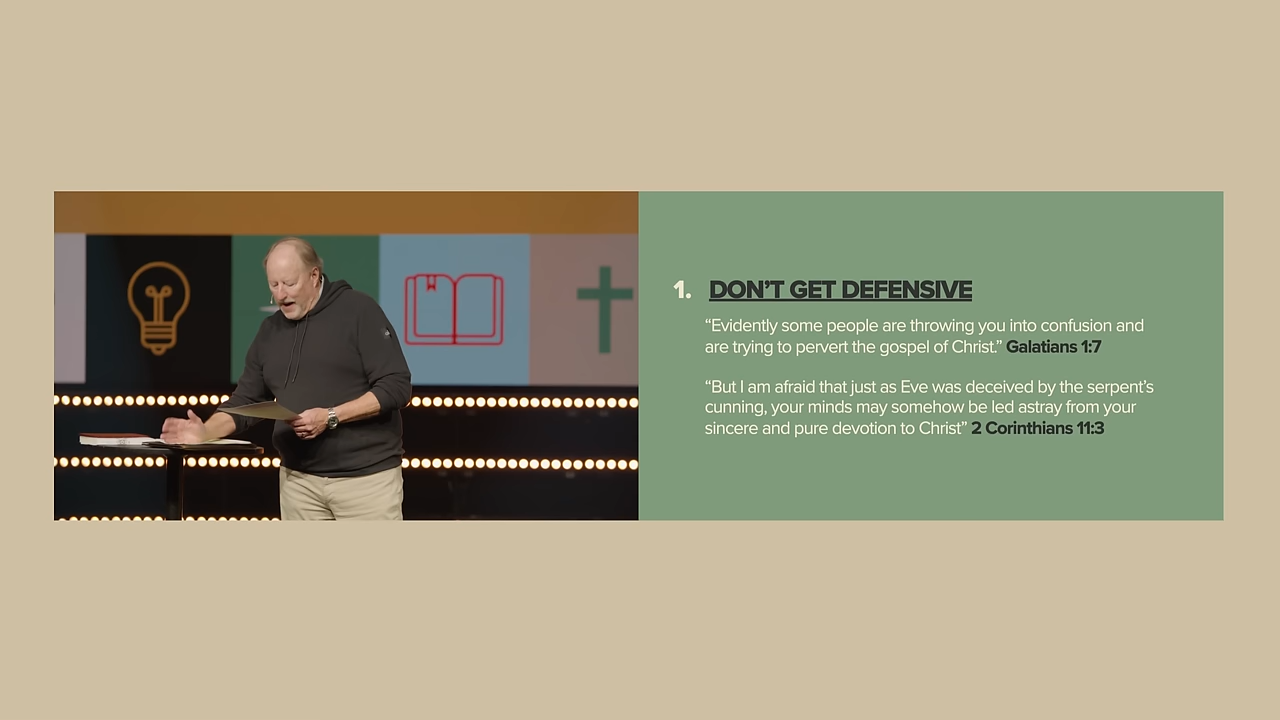 1. DON’T GET DEFENSIVE
“Evidently some people are throwing you into confusion and
are trying to pervert the gospel of Christ.” Galatians 1:7
“But I am afraid that just as Eve was deceived by the serpent’s
cunning, your minds may somehow be led astray from your
sincere and pure devotion to Christ” 2 Corinthians 11:3